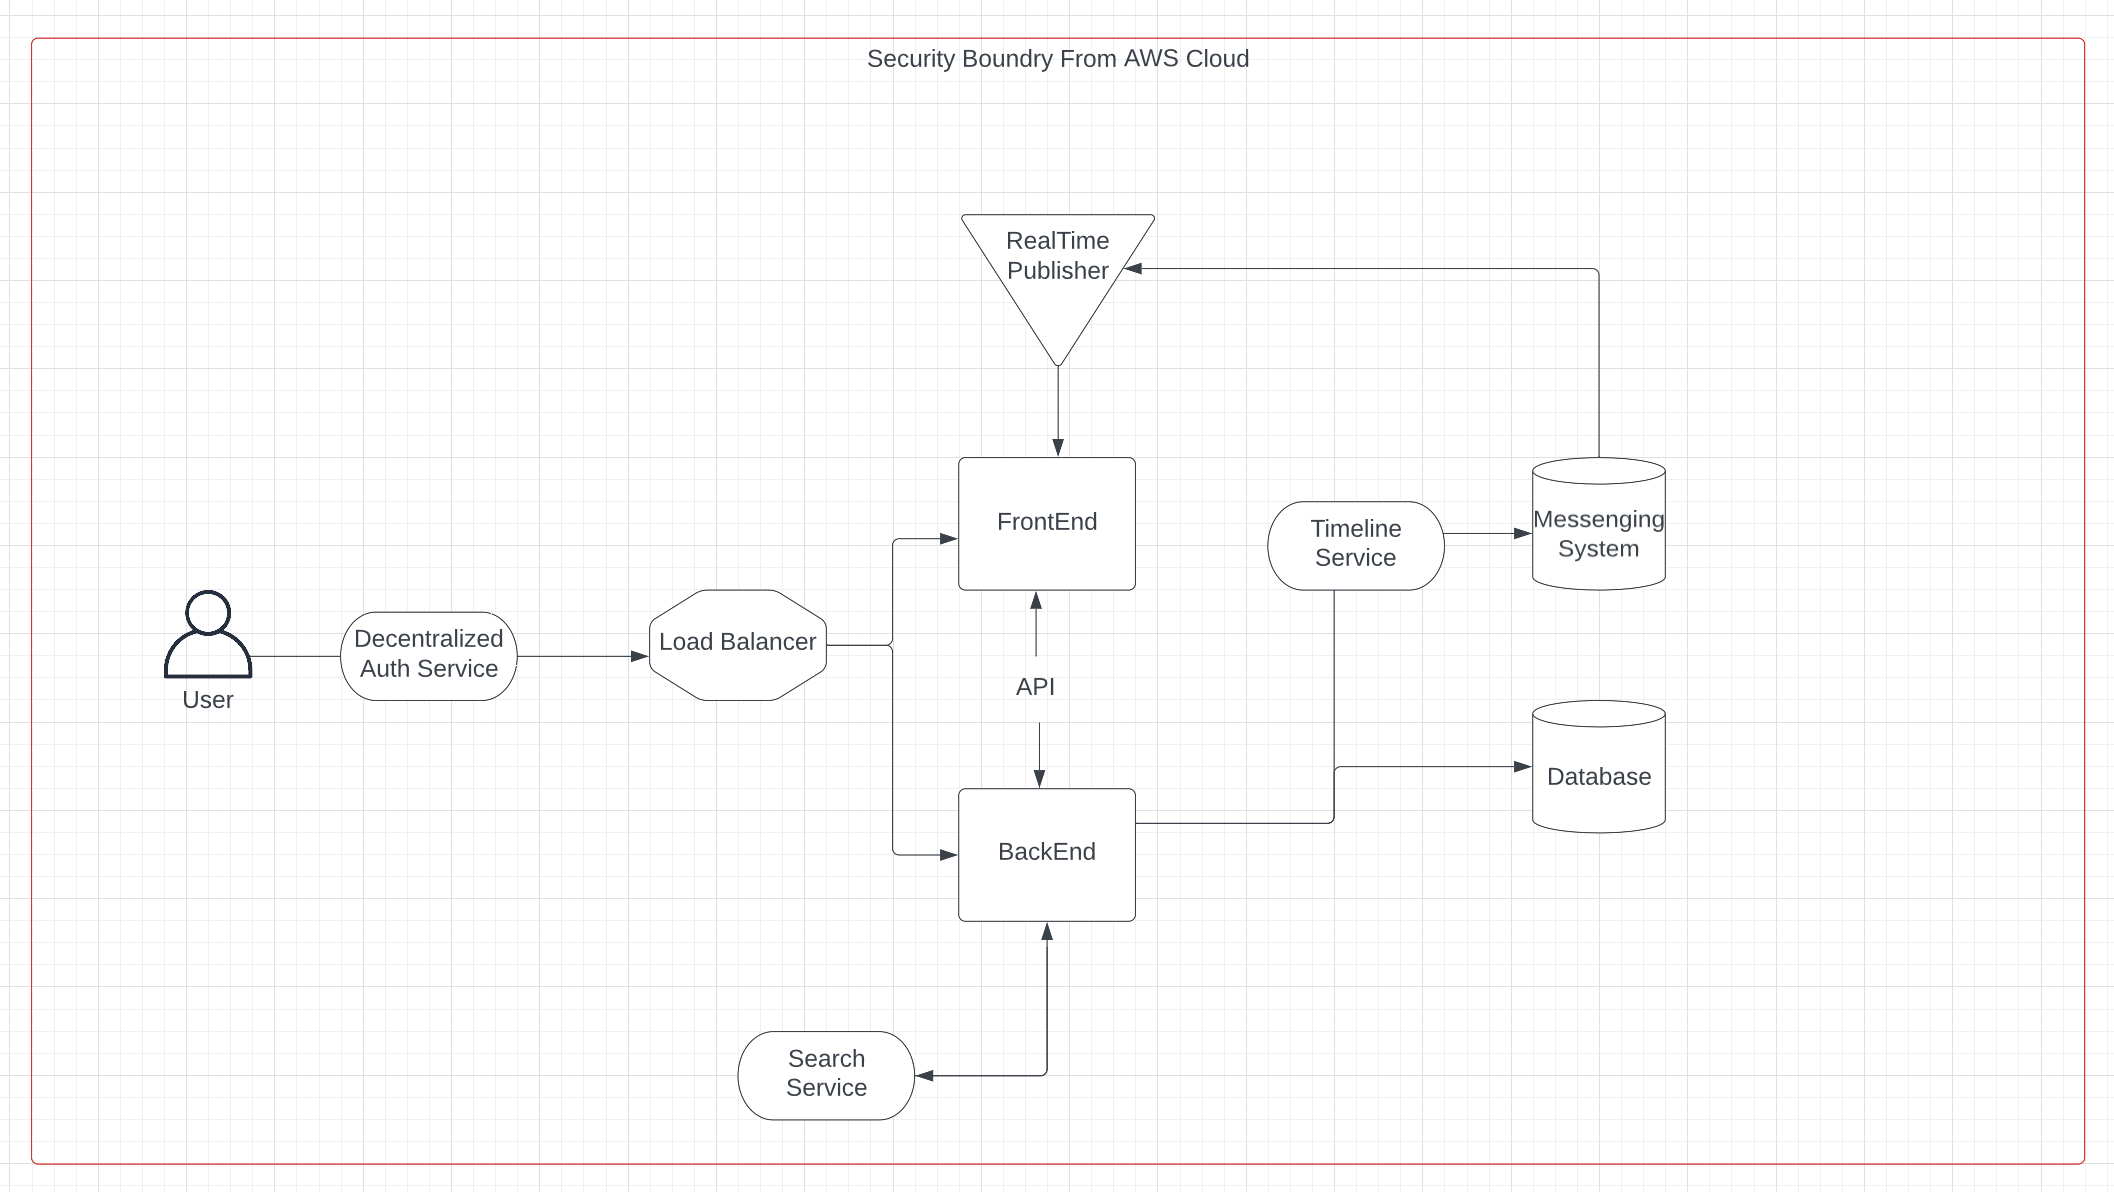 Security Boundry From AWS Cloud
RealTime
Publisher
FrontEnd
Timeline
Service
Messenging
System
Decentralized
Auth Service
Load Balancer
User
API
Database
BackEnd
Search
Service